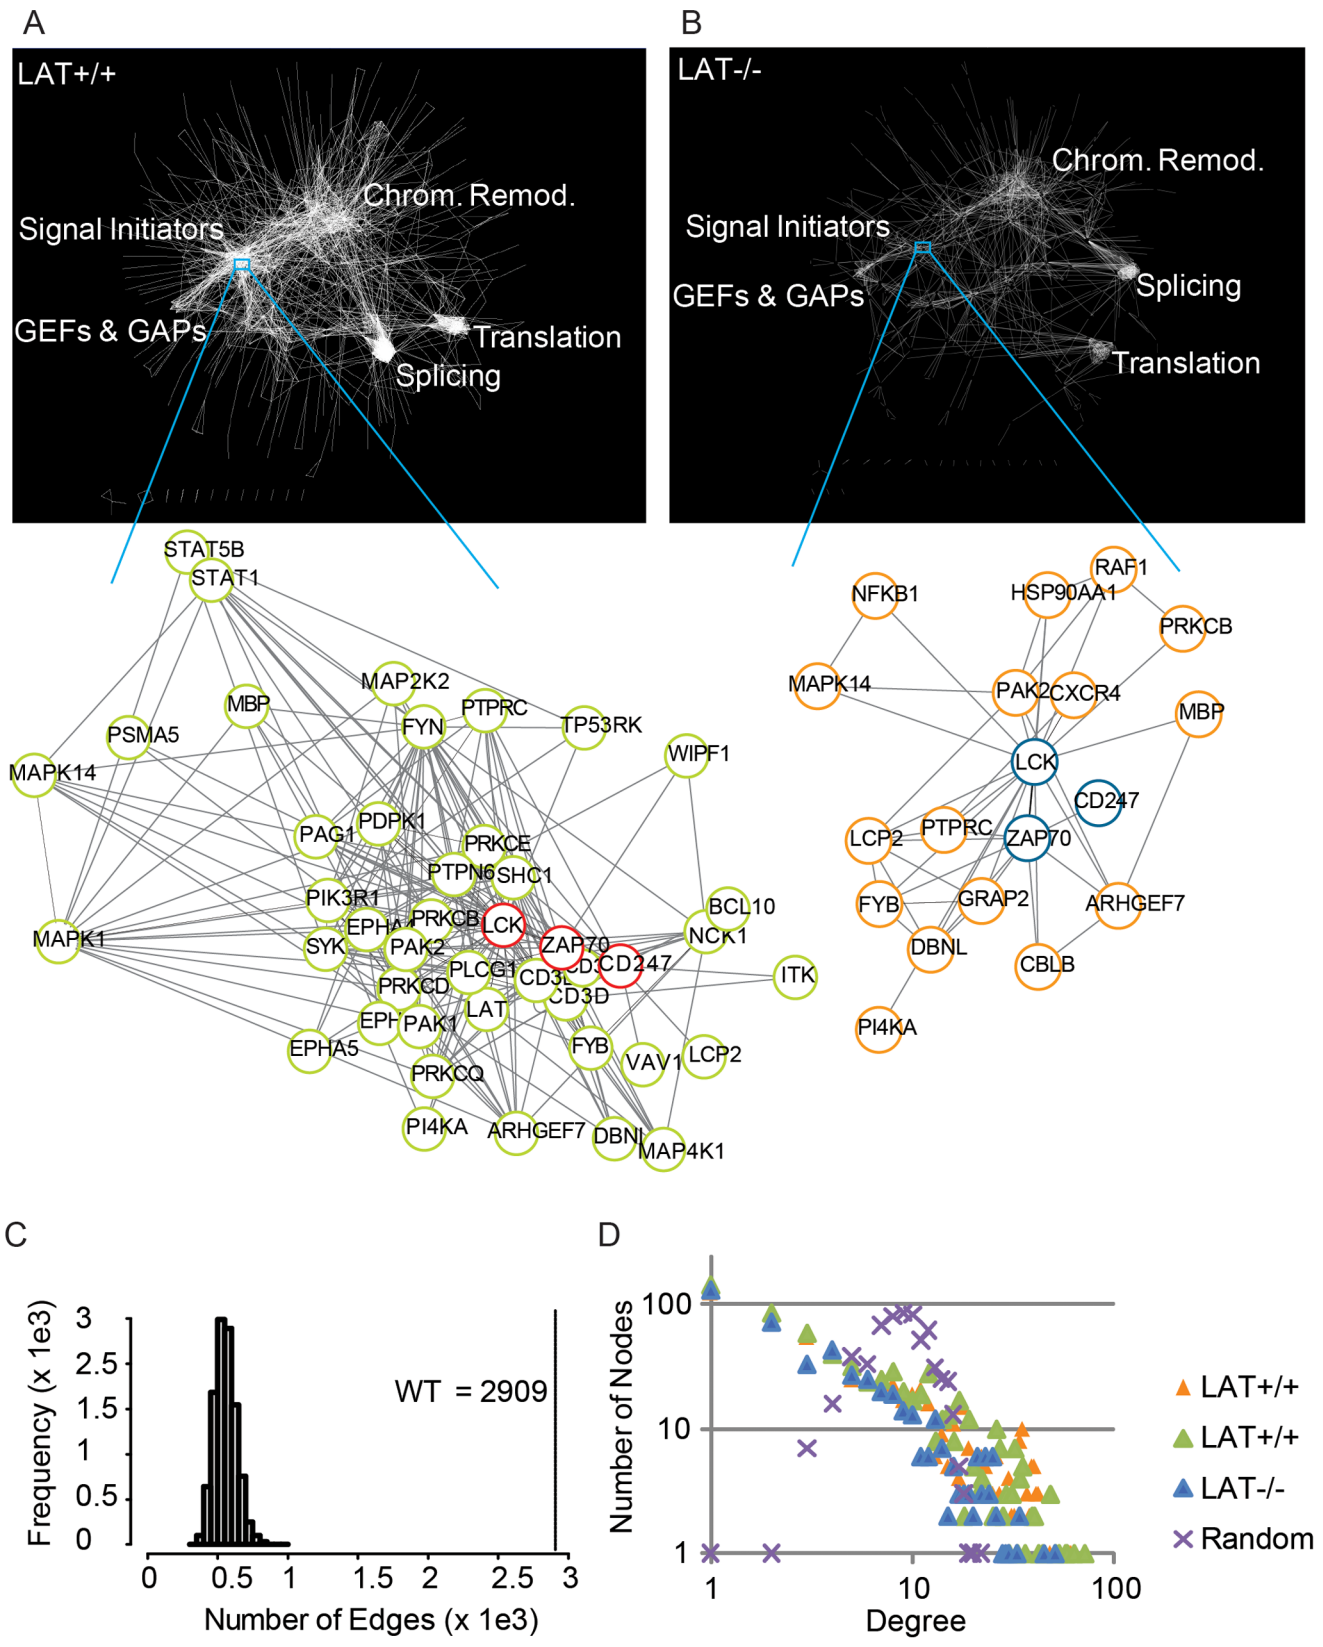 A
B
LAT+/+
LAT-/-
Chrom. Remod.
Signal Initiators
GEFs & GAPs
Translation
Splicing
Chrom. Remod.
Signal Initiators
GEFs & GAPs
Splicing
Translation
STAT5B
STAT1
MAP2K2
MBP
FYN
PTPRC
TP53RK
PSMA5
WIPF1
MAPK14
PAG1
PDPK1
PRKCE
PTPN6
SHC1
PIK3R1
BCL10
PRKCB
LCK
EPHA4
MAPK1
SYK
PAK2
ZAP70
NCK1
CD247
PLCG1
ITK
PRKCD
CD3D
LAT
EPH
PAK1
EPHA5
FYB
VAV1
LCP2
PRKCQ
PI4KA
ARHGEF7
DBNL
MAP4K1
RAF1
NFKB1
HSP90AA1
PRKCB
MAPK14
PAK2
CXCR4
MBP
LCK
CD247
LCP2
PTPRC
ZAP70
FYB
GRAP2
ARHGEF7
DBNL
CBLB
PI4KA
C
Frequency (x 1e3)
3
2.5
1.5
1
0.5
0
WT = 2909
0 0.5 1 1.5 2 2.5 3
Number of Edges (x 1e3)
D
Number of Nodes
100
10
1
1 10 100
Degree
LAT+/+
LAT+/+
LAT-/-
Random